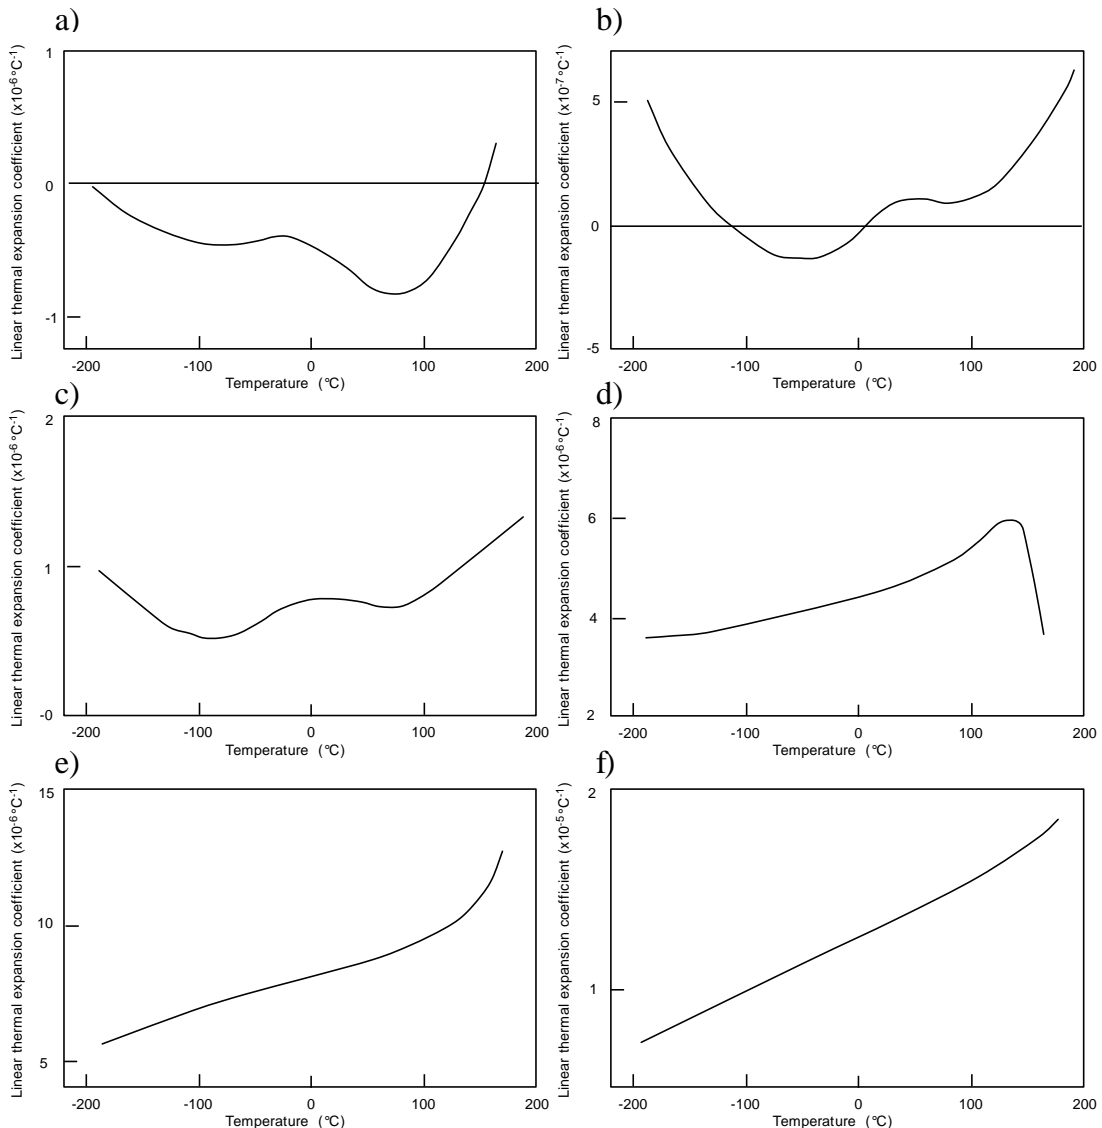 a)
Linear thermal expansion coefficient (x10⁻⁶°C⁻¹)
1
0
-1
-200 -100 0 100 200
Temperature (°C)
b)
Linear thermal expansion coefficient (x10⁻⁷°C⁻¹)
5
0
-5
-200 -100 0 100 200
Temperature (°C)
c)
Linear thermal expansion coefficient (x10⁻⁶°C⁻¹)
2
1
-0
-200 -100 0 100 200
Temperature (°C)
d)
Linear thermal expansion coefficient (x10⁻⁶°C⁻¹)
8
6
4
2
-200 -100 0 100 200
Temperature (°C)
e)
Linear thermal expansion coefficient (x10⁻⁶°C⁻¹)
15
10
5
-200 -100 0 100 200
Temperature (°C)
f)
Linear thermal expansion coefficient (x10⁻⁵°C⁻¹)
2
1
-200 -100 0 100 200
Temperature (°C)